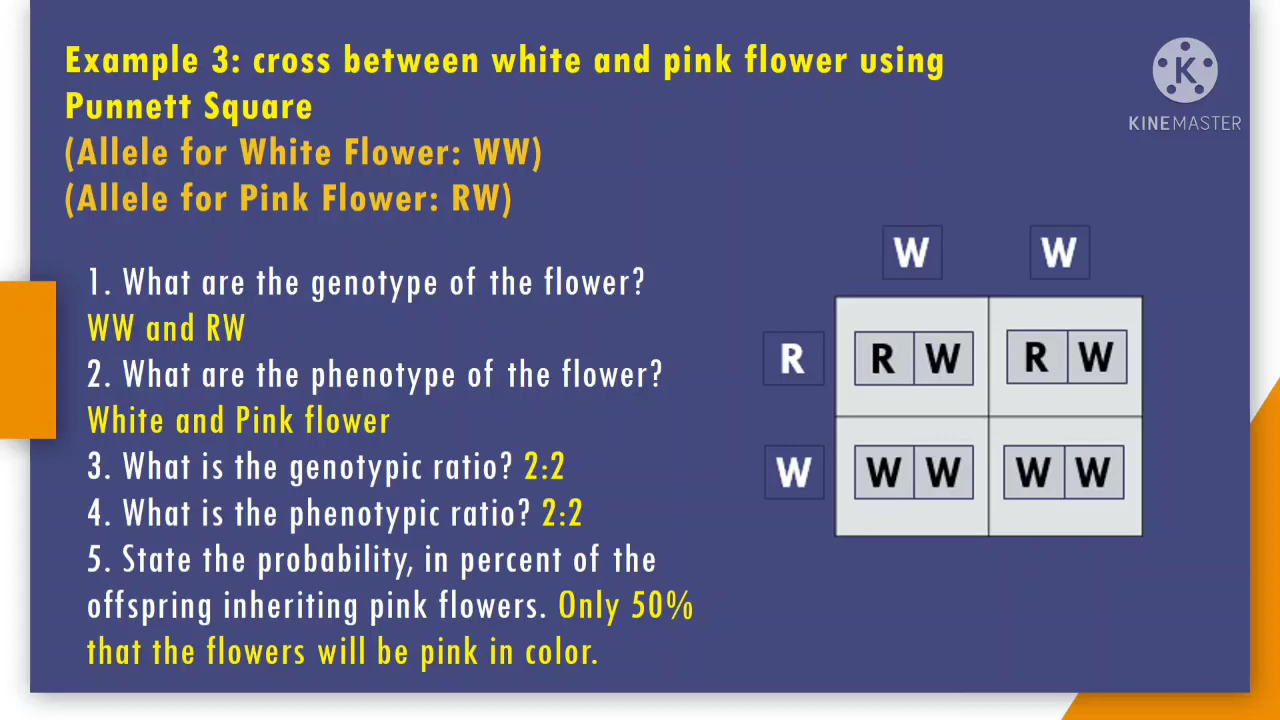 Example 3: cross between white and pink flower using
Punnett Square
(Allele for White Flower: WW)
(Allele for Pink Flower: RW)
K
KINEMASTER
1. What are the genotype of the flower?
WW and RW
2. What are the phenotype of the flower?
White and Pink flower
3. What is the genotypic ratio? 2:2
4. What is the phenotypic ratio? 2:2
5. State the probability, in percent of the
offspring inheriting pink flowers. Only 50%
that the flowers will be pink in color.
W W
R R W R W
W W W W W